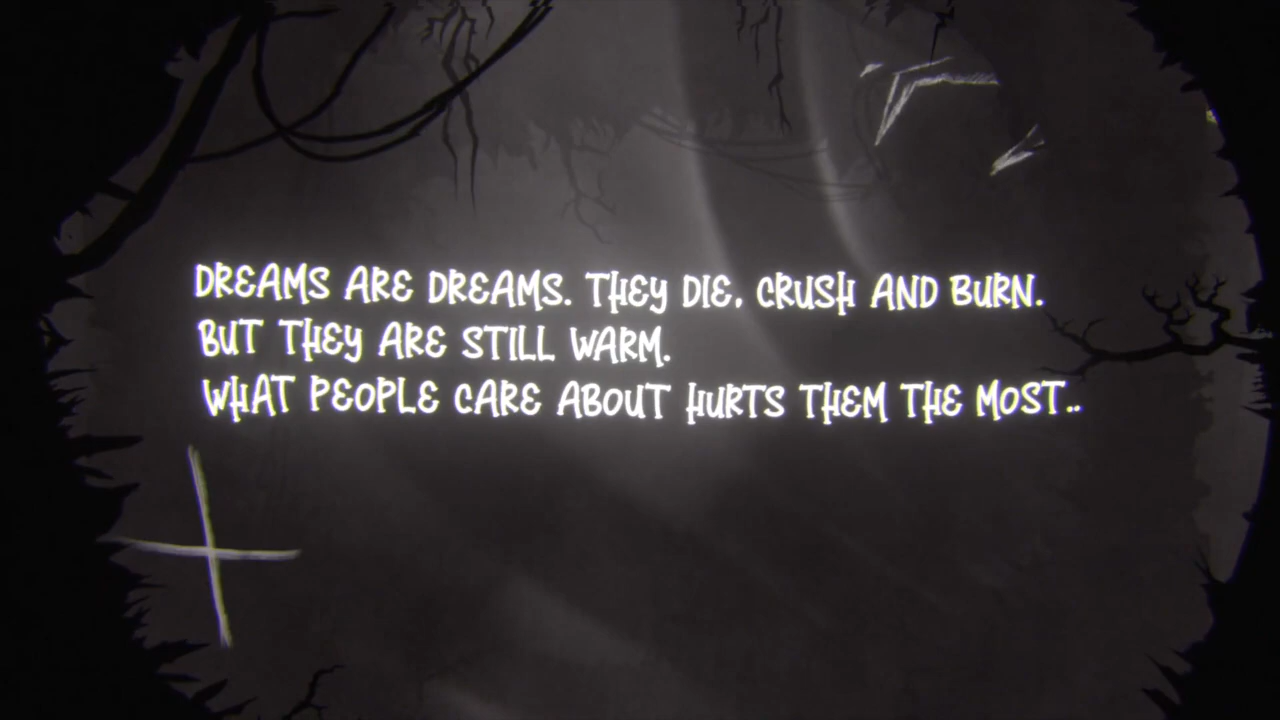 DREAMS ARE DREAMS. THEY DIE, CRUSH AND BURN.
BUT THEY ARE STILL WARM.
WHAT PEOPLE CARE ABOUT HURTS THEM THE MOST..